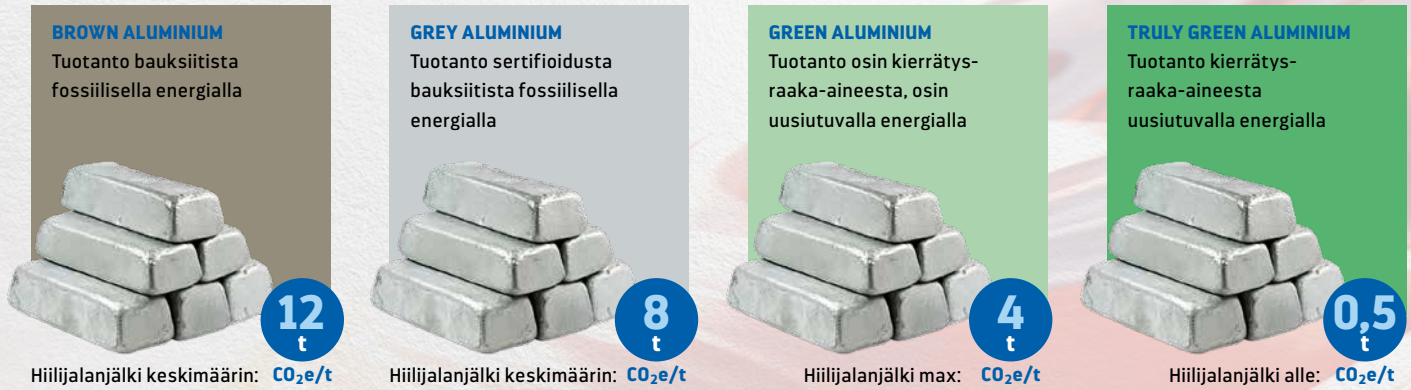 BROWN ALUMINIUM
Tuotanto bauksiitista
fossiilisella energialla
12
t
Hiilijalanjälki keskimäärin: CO₂e/t
GREY ALUMINIUM
Tuotanto sertifioidusta
bauksiitista fossiilisella
energialla
8
t
Hiilijalanjälki keskimäärin: CO₂e/t
GREEN ALUMINIUM
Tuotanto osin kierrätys-
raaka-aineesta, osin
uusiutuvalla energialla
4
t
Hiilijalanjälki max: CO₂e/t
TRULY GREEN ALUMINIUM
Tuotanto kierrätys-
raaka-aineesta
uusiutuvalla energialla
0,5
t
Hiilijalanjälki alle: CO₂e/t